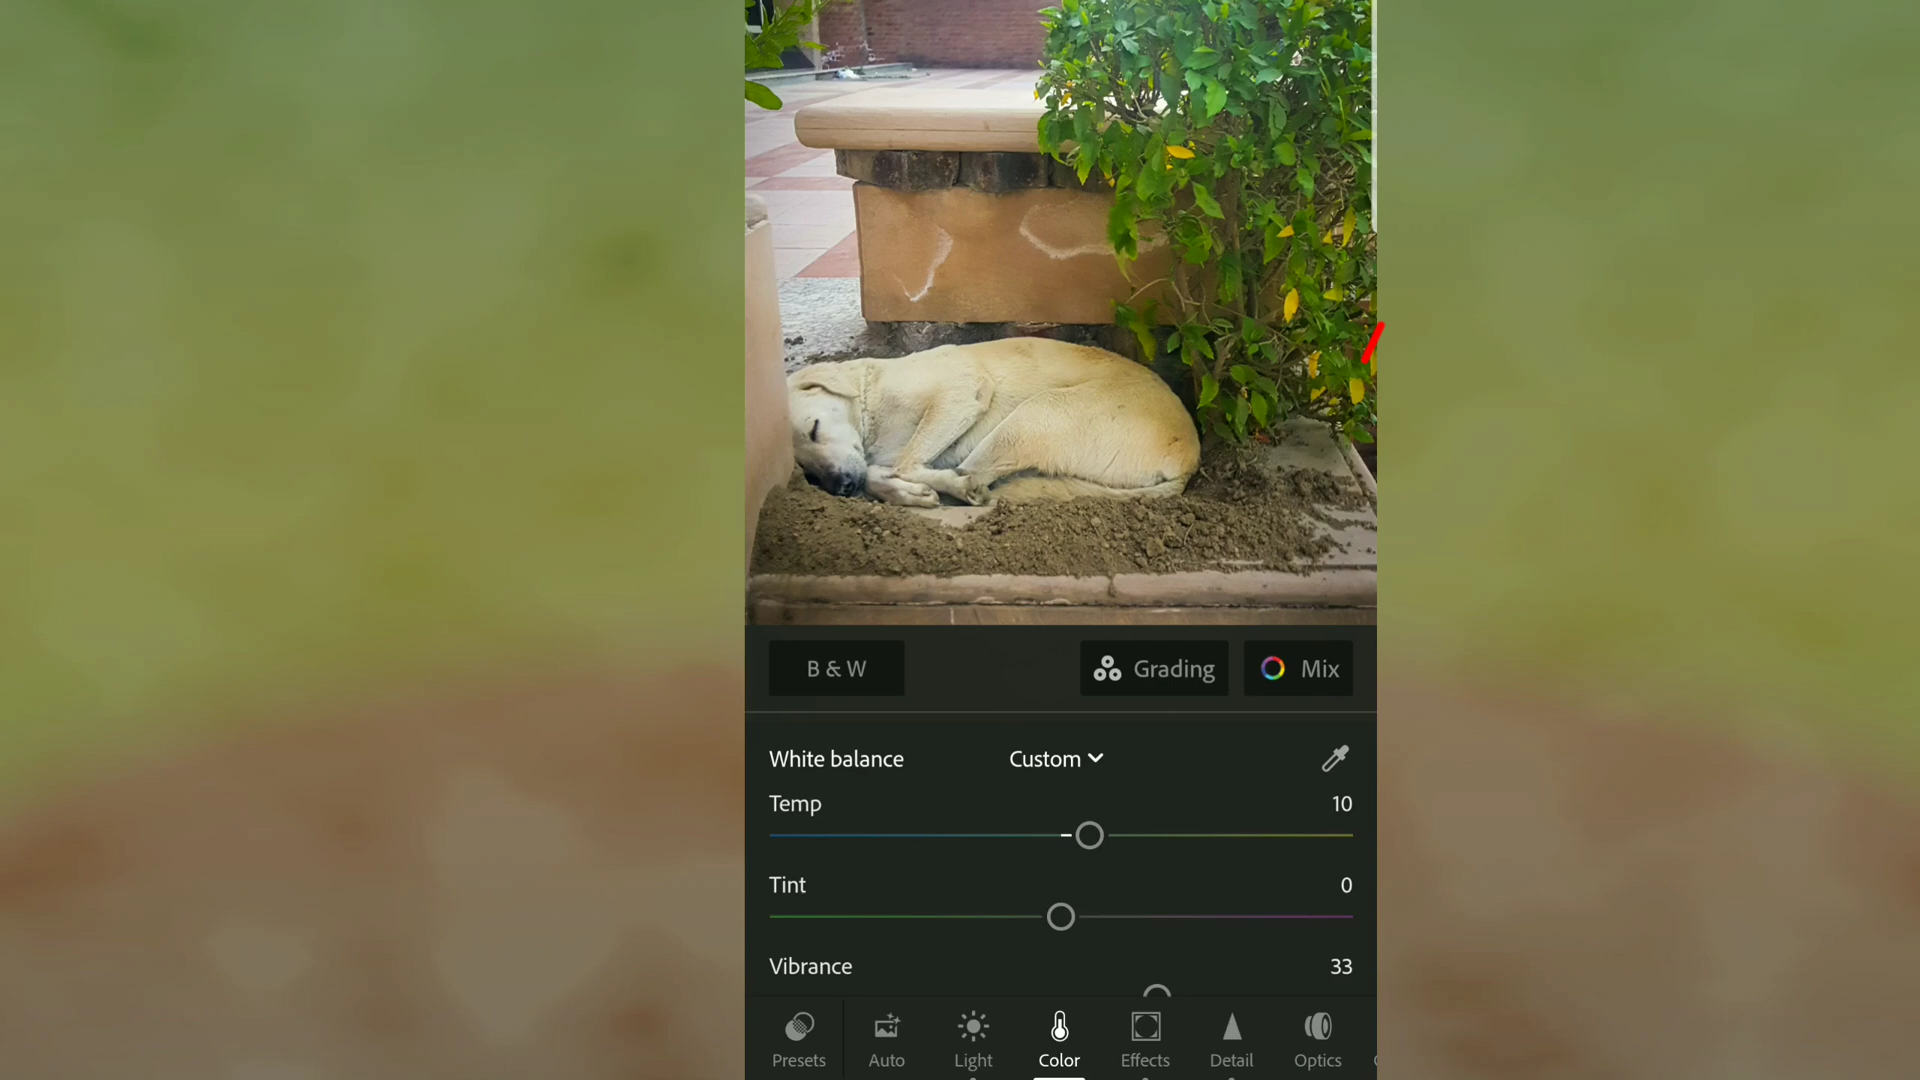 B & W
Grading
Mix
White balance
Custom
Temp
10
Tint
0
Vibrance
33
Presets
Auto
Light
Color
Effects
Detail
Optics